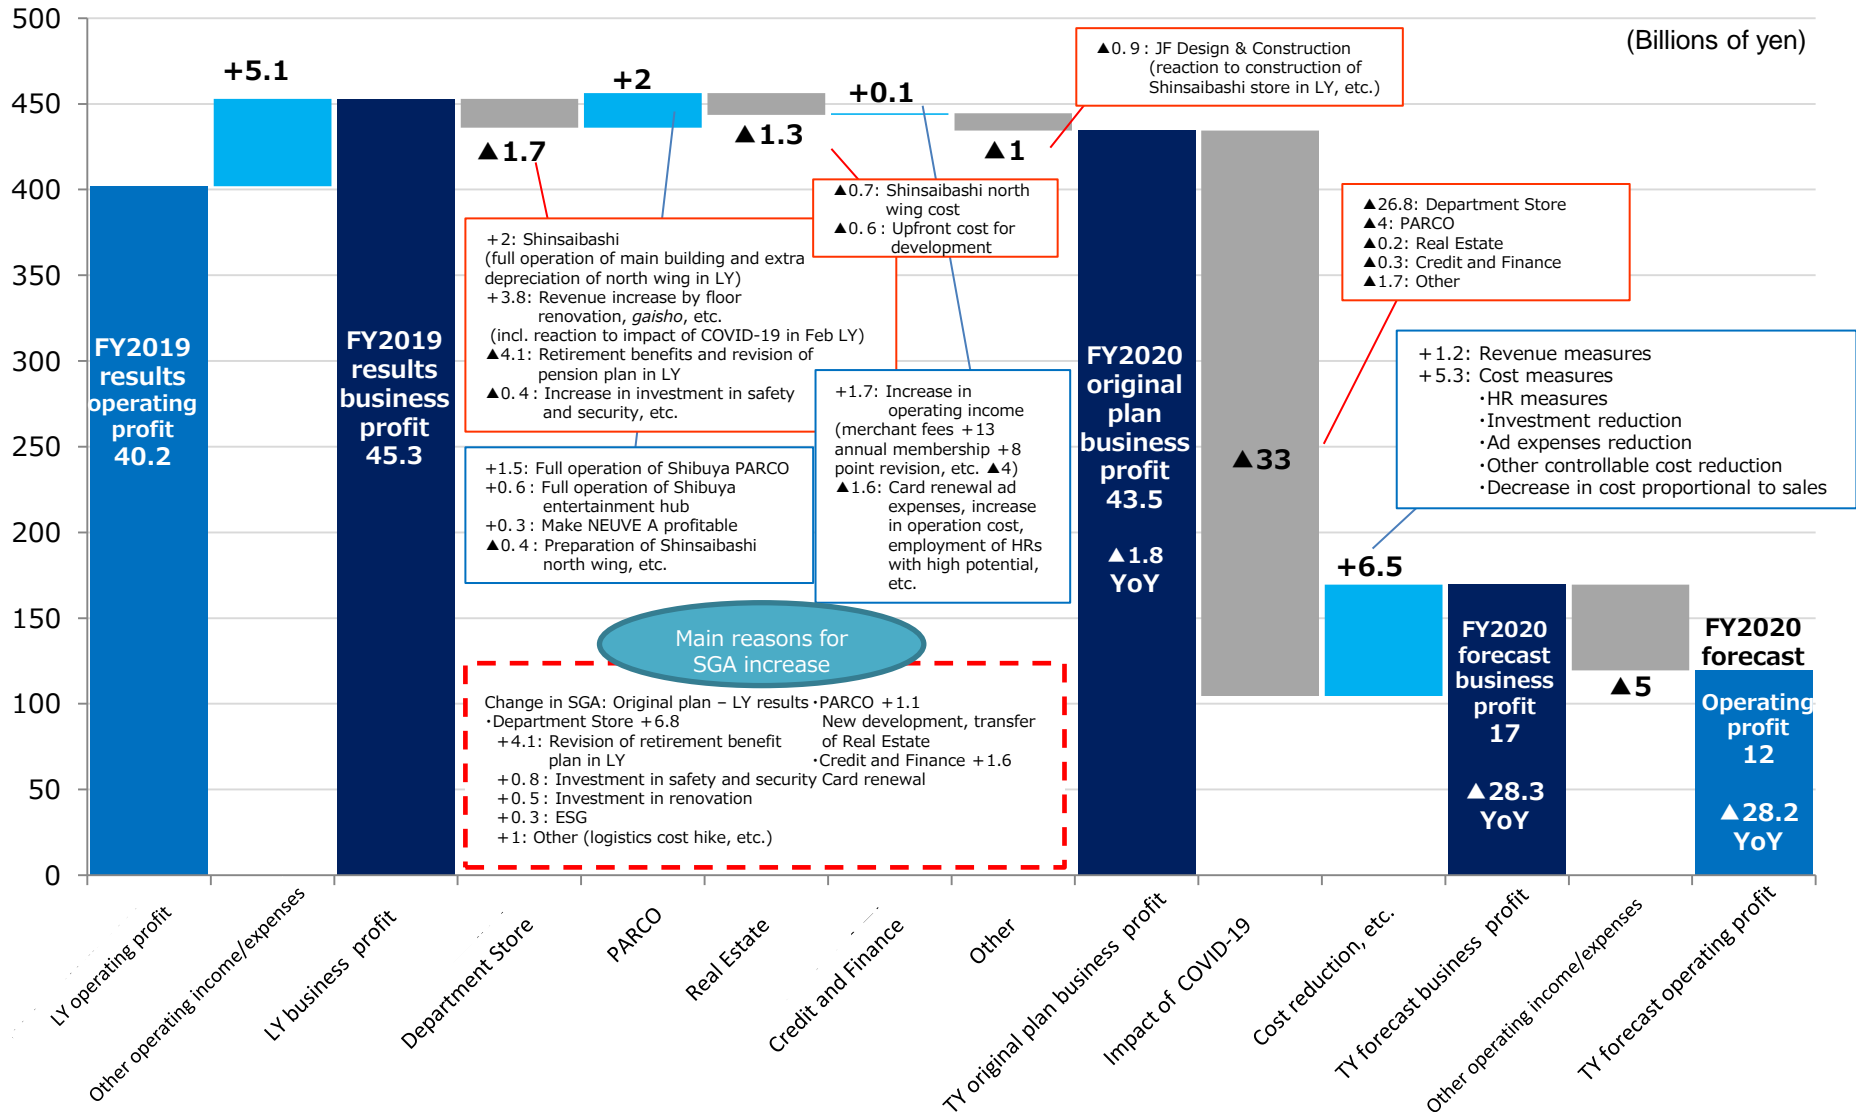 (Billions of yen)
500
450
400
350
300
250
200
150
100
50
0
FY2019
results
operating
profit
40.2
+5.1
FY2019
results
business
profit
45.3
▲1.7
+2
▲1.3
+0.1
▲1
▲0.9: JF Design & Construction
(reaction to construction of
Shinsaibashi store in LY, etc.)
▲0.7: Shinsaibashi north
wing cost
▲0.6: Upfront cost for
development
+2: Shinsaibashi
(full operation of main building and extra
depreciation of north wing in LY)
+3.8: Revenue increase by floor
renovation, gaisho, etc.
(incl. reaction to impact of COVID-19 in Feb LY)
▲4.1: Retirement benefits and revision of
pension plan in LY
▲0.4: Increase in investment in safety
and security, etc.
+1.5: Full operation of Shibuya PARCO
+0.6: Full operation of Shibuya
entertainment hub
+0.3: Make NEUVE A profitable
▲0.4: Preparation of Shinsaibashi
north wing, etc.
+1.7: Increase in
operating income
(merchant fees +13
annual membership +8
point revision, etc. ▲4)
▲1.6: Card renewal ad
expenses, increase
in operation cost,
employment of HRs
with high potential,
etc.
FY2020
original
plan
business
profit
43.5
▲1.8
YoY
▲33
▲26.8: Department Store
▲4: PARCO
▲0.2: Real Estate
▲0.3: Credit and Finance
▲1.7: Other
+1.2: Revenue measures
+5.3: Cost measures
・HR measures
・Investment reduction
・Ad expenses reduction
・Other controllable cost reduction
・Decrease in cost proportional to sales
+6.5
FY2020
forecast
business
profit
17
▲28.3
YoY
▲5
FY2020
forecast
Operating
profit
12
▲28.2
YoY
Main reasons for
SGA increase
Change in SGA: Original plan – LY results
・Department Store +6.8
+4.1: Revision of retirement benefit
plan in LY
+0.8: Investment in safety and security
+0.5: Investment in renovation
+0.3: ESG
+1: Other (logistics cost hike, etc.)
・PARCO +1.1
New development, transfer
of Real Estate
・Credit and Finance +1.6
Card renewal
LY operating profit
Other operating income/expenses
LY business profit
Department Store
PARCO
Real Estate
Credit and Finance
Other
TY original plan business profit
Impact of COVID-19
Cost reduction, etc.
TY forecast business profit
Other operating income/expenses
TY forecast operating profit